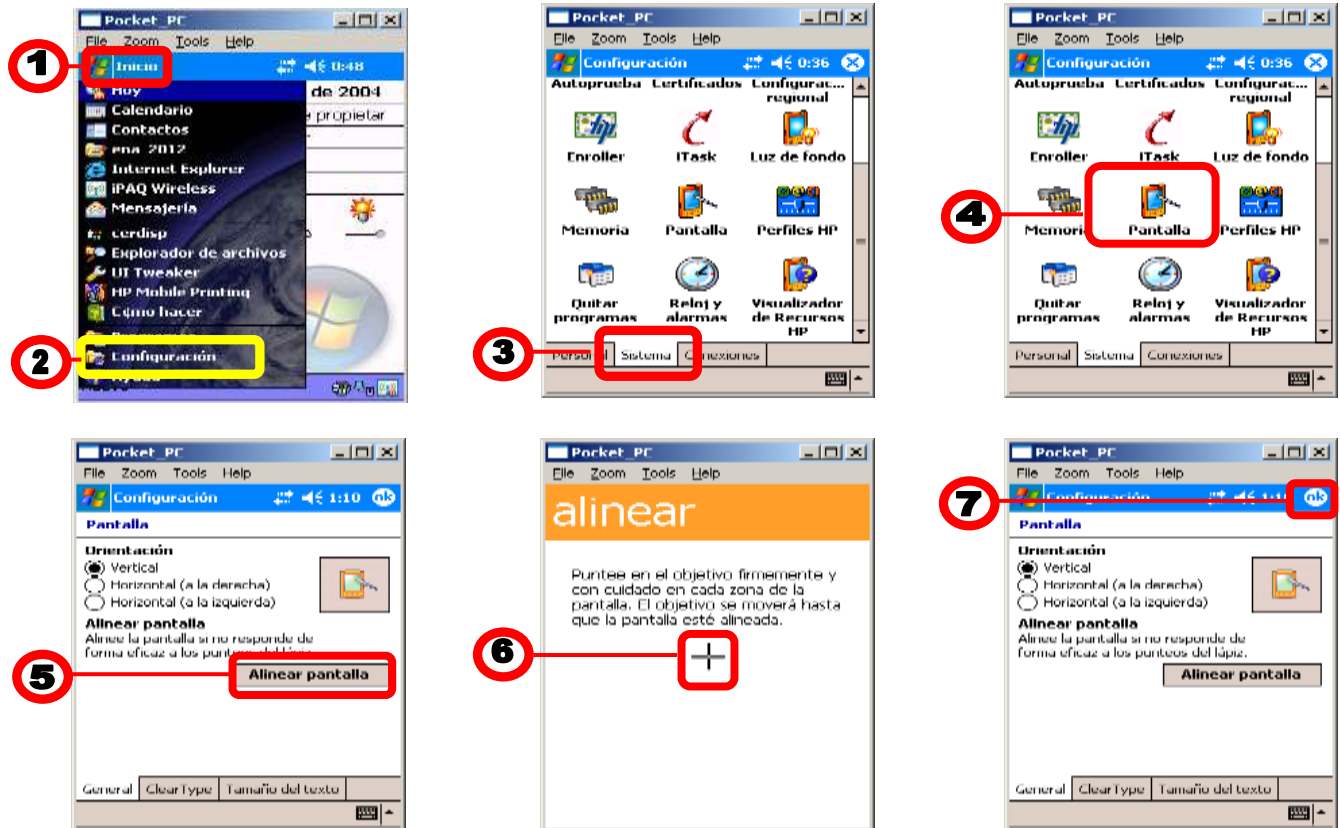 Pocket_PC
File Zoom Tools Help
1
Inicio 0:48
Hoy de 2004
Calendario
Contactos
ena_2012
Internet Explorer
iPAQ Wireless
Mensajería
cerdisp
Explorador de archivos
UI Tweaker
HP Mobile Printing
Cómo hacer
2
Configuración
Pocket_PC
File Zoom Tools Help
Configuración 0:36
Autoprueba Certificados Configurac... regional
Enroller iTask Luz de fondo
Memoria Pantalla Perfiles HP
Quitar programas Reloj y alarmas Visualizador de Recursos HP
3
Personal Sistema Conexiones
Pocket_PC
File Zoom Tools Help
Configuración 0:36
Autoprueba Certificados Configurac... regional
Enroller iTask Luz de fondo
4
Memoria Pantalla Perfiles HP
Quitar programas Reloj y alarmas Visualizador de Recursos HP
Personal Sistema Conexiones
Pocket_PC
File Zoom Tools Help
Configuración 1:10 ok
Pantalla
Orientación
Vertical
Horizontal (a la derecha)
Horizontal (a la izquierda)
Alinear pantalla
Alinee la pantalla si no responde de
forma eficaz a los punteos del lápiz.
5
Alinear pantalla
General ClearType Tamaño del texto
Pocket_PC
File Zoom Tools Help
alinear
Puntee en el objetivo firmemente y
con cuidado en cada zona de la
pantalla. El objetivo se moverá hasta
que la pantalla esté alineada.
6
Pocket_PC
File Zoom Tools Help
7
Configuración ok
Pantalla
Orientación
Vertical
Horizontal (a la derecha)
Horizontal (a la izquierda)
Alinear pantalla
Alinee la pantalla si no responde de
forma eficaz a los punteos del lápiz.
Alinear pantalla
General ClearType Tamaño del texto